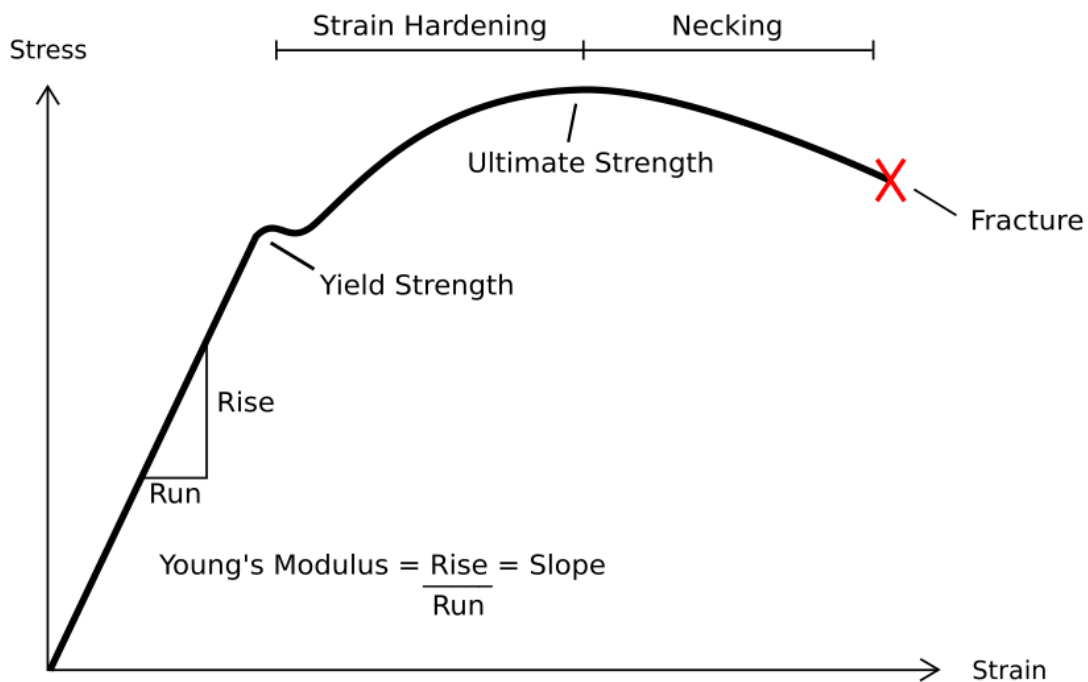 Strain Hardening
Necking
Stress
Ultimate Strength
Fracture
Yield Strength
Rise
Run
Young's Modulus = Rise = Slope
Run
Strain